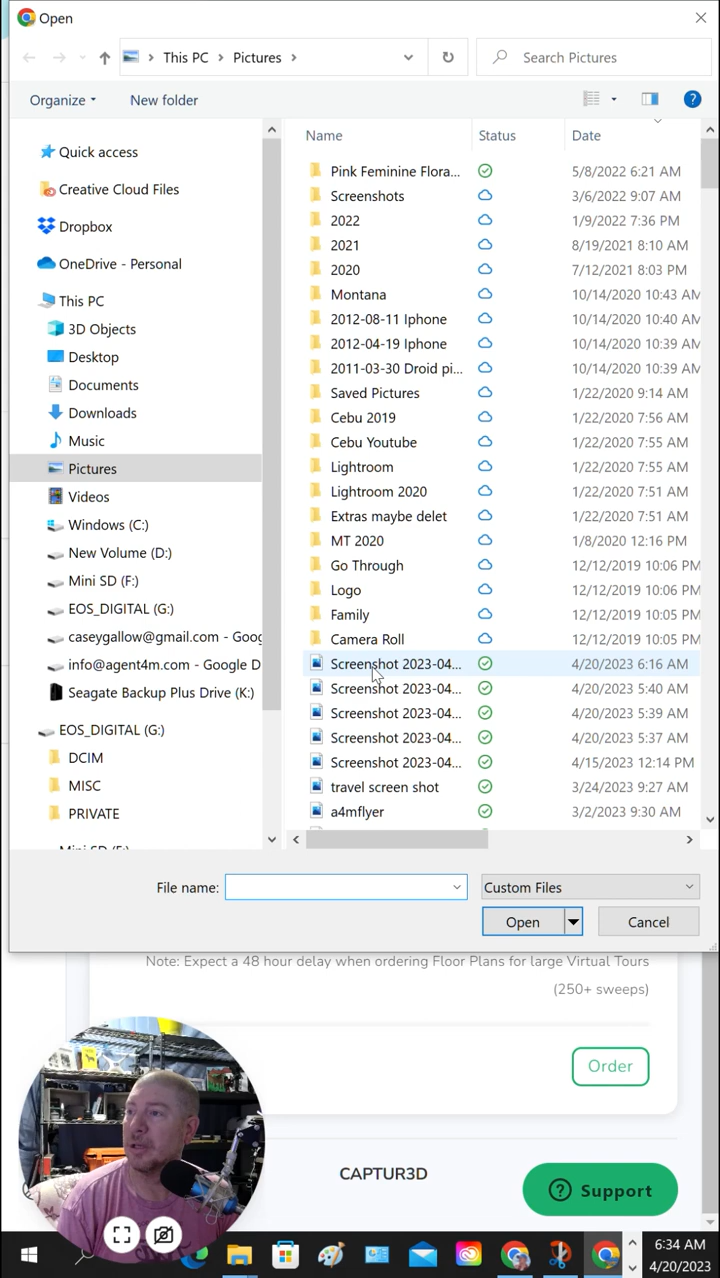 Open
This PC
Pictures
Search Pictures
Organize
New folder
Name
Status
Date
Quick access
Creative Cloud Files
Dropbox
OneDrive - Personal
This PC
3D Objects
Desktop
Documents
Downloads
Music
Pictures
Videos
Windows (C:)
New Volume (D:)
Mini SD (F:)
EOS_DIGITAL (G:)
caseygallow@gmail.com - Goog
info@agent4m.com - Google D
Seagate Backup Plus Drive (K:)
EOS_DIGITAL (G:)
DCIM
MISC
PRIVATE
Mini SD (F:)
Pink Feminine Flora... 5/8/2022 6:21 AM
Screenshots 3/6/2022 9:07 AM
2022 1/9/2022 7:36 PM
2021 8/19/2021 8:10 AM
2020 7/12/2021 8:03 PM
Montana 10/14/2020 10:43 AM
2012-08-11 Iphone 10/14/2020 10:40 AM
2012-04-19 Iphone 10/14/2020 10:39 AM
2011-03-30 Droid pi... 10/14/2020 10:39 AM
Saved Pictures 1/22/2020 9:14 AM
Cebu 2019 1/22/2020 7:56 AM
Cebu Youtube 1/22/2020 7:55 AM
Lightroom 1/22/2020 7:55 AM
Lightroom 2020 1/22/2020 7:51 AM
Extras maybe delet 1/22/2020 7:51 AM
MT 2020 1/8/2020 12:16 PM
Go Through 12/12/2019 10:06 PM
Logo 12/12/2019 10:06 PM
Family 12/12/2019 10:05 PM
Camera Roll 12/12/2019 10:05 PM
Screenshot 2023-04... 4/20/2023 6:16 AM
Screenshot 2023-04... 4/20/2023 5:40 AM
Screenshot 2023-04... 4/20/2023 5:39 AM
Screenshot 2023-04... 4/20/2023 5:37 AM
Screenshot 2023-04... 4/15/2023 12:14 PM
travel screen shot 3/24/2023 9:27 AM
a4mflyer 3/2/2023 9:30 AM
File name:
Custom Files
Open
Cancel
Note: Expect a 48 hour delay when ordering Floor Plans for large Virtual Tours
(250+ sweeps)
Order
CAPTUR3D
Support
6:34 AM
4/20/2023